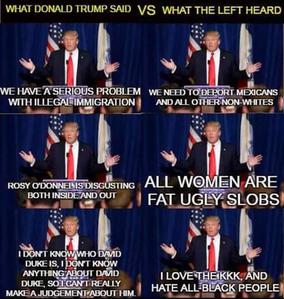 WHAT DONALD TRUMP SAID VS WHAT THE LEFT HEARD
WE HAVE A SERIOUS PROBLEM
WITH ILLEGAL IMMIGRATION
WE NEED TO DEPORT MEXICANS
AND ALL OTHER NON-WHITES
ROSY O'DONNEL IS DISGUSTING
BOTH INSIDE AND OUT
ALL WOMEN ARE
FAT UGLY SLOBS
I DON'T KNOW WHO DAVID
DUKE IS, I DON'T KNOW
ANYTHING ABOUT DAVID
DUKE, SO I CAN'T REALLY
MAKE A JUDGEMENT ABOUT HIM.
I LOVE THE KKK, AND
HATE ALL BLACK PEOPLE